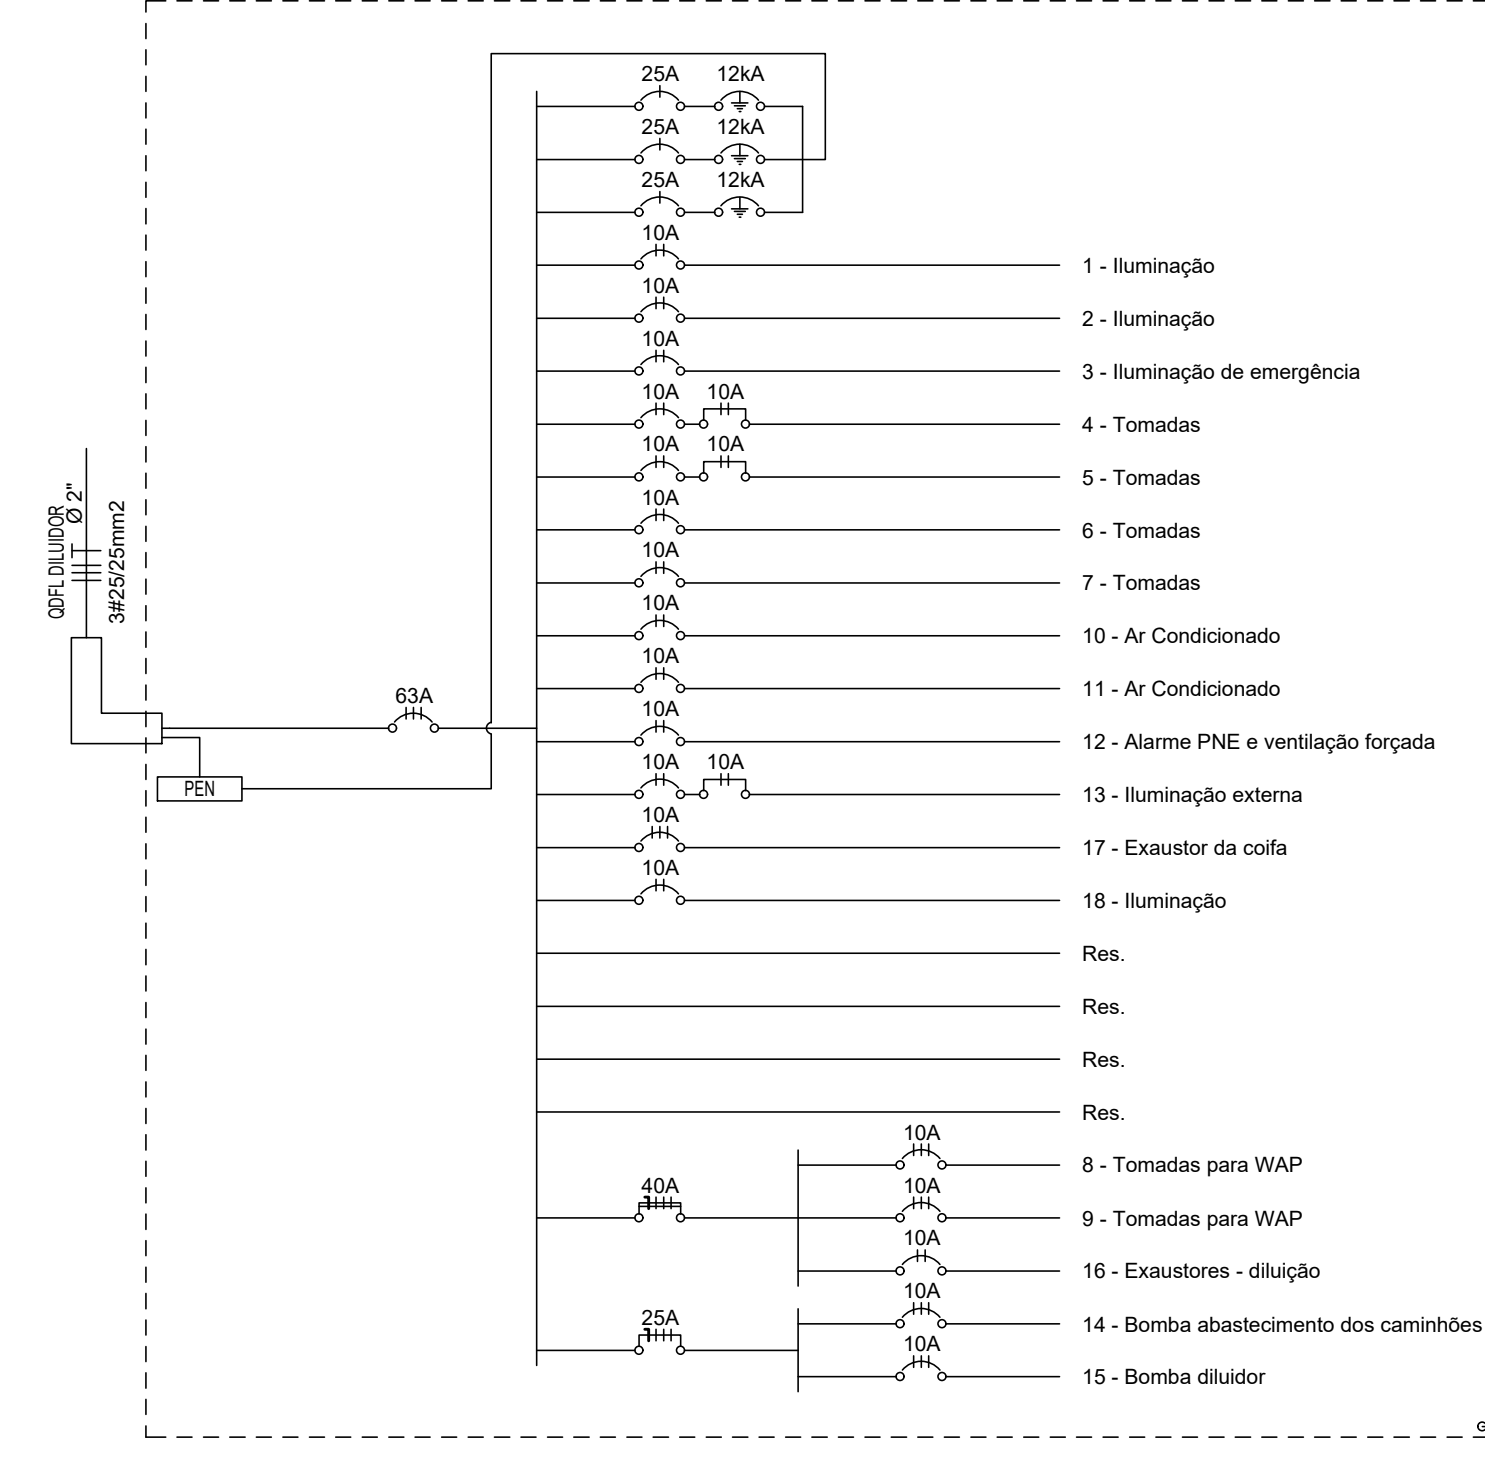 25A 12kA
25A 12kA
25A 12kA
10A
1 - Iluminação
10A
2 - Iluminação
10A
3 - Iluminação de emergência
10A 10A
4 - Tomadas
10A 10A
5 - Tomadas
10A
6 - Tomadas
10A
7 - Tomadas
10A
10 - Ar Condicionado
10A
11 - Ar Condicionado
10A
12 - Alarme PNE e ventilação forçada
10A 10A
13 - Iluminação externa
10A
17 - Exaustor da coifa
10A
18 - Iluminação
Res.
Res.
Res.
Res.
QDFL DILUIDOR
Ø 2"
3#25/25mm2
63A
PEN
40A
10A
8 - Tomadas para WAP
10A
9 - Tomadas para WAP
10A
16 - Exaustores - diluição
25A
10A
14 - Bomba abastecimento dos caminhões
10A
15 - Bomba diluidor